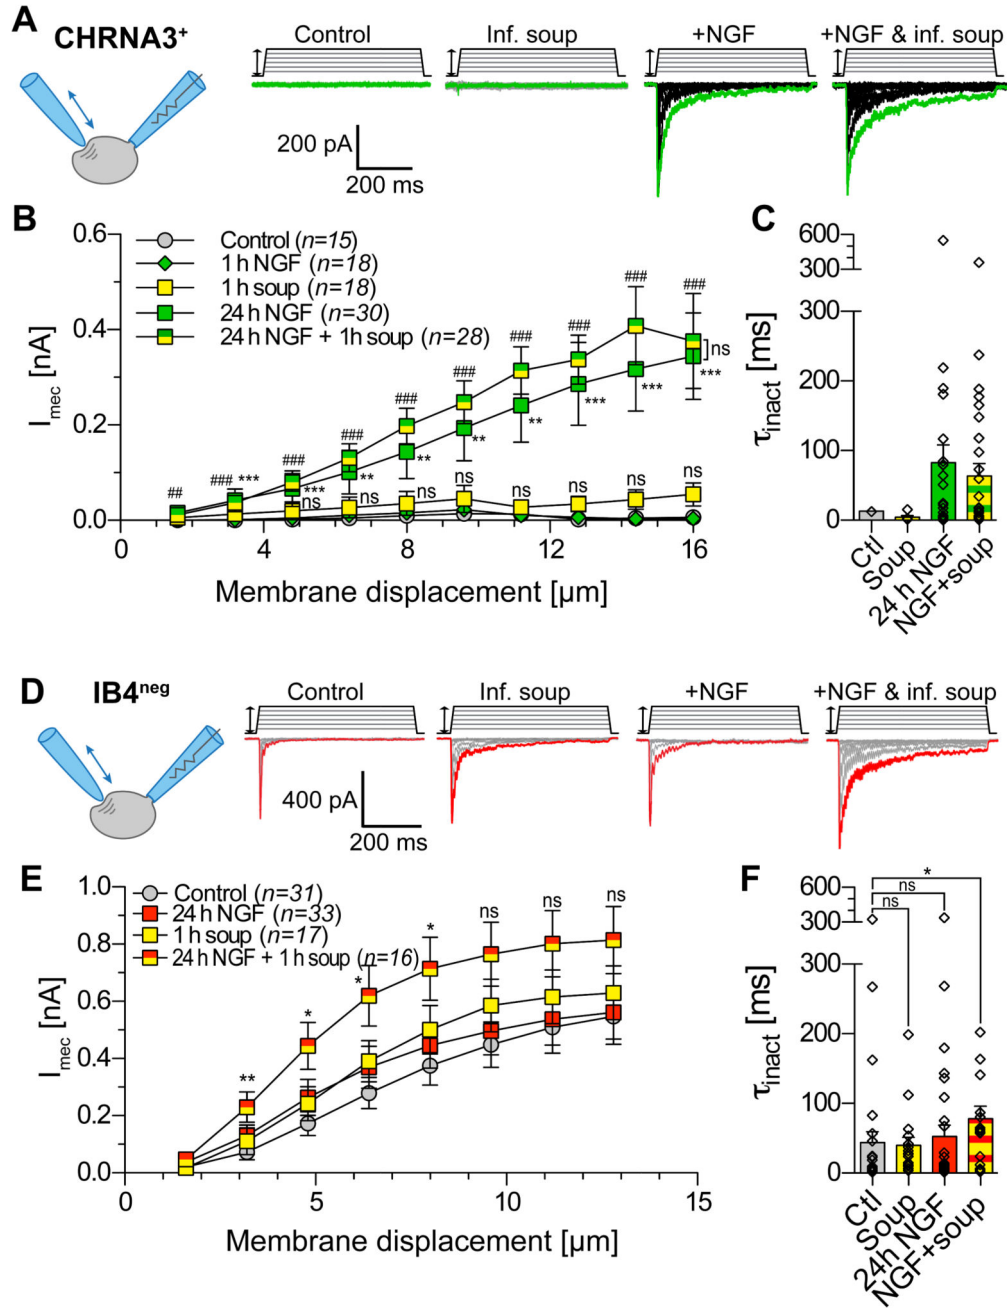 A
CHRNA3+
Control
Inf. soup
+NGF
+NGF & inf. soup
200 pA
200 ms
B
0.6
0.4
0.2
0.0
Imec [nA]
Control (n=15)
1 h NGF (n=18)
1 h soup (n=18)
24 h NGF (n=30)
24 h NGF + 1h soup (n=28)
##
###
***
###
***
ns
###
**
ns
###
**
ns
###
**
ns
###
**
ns
###
***
ns
###
***
ns
###
ns
***
ns
0
4
8
12
16
Membrane displacement [µm]
C
600
300
300
200
100
0
τinact [ms]
Ctl
Soup
24 h NGF
NGF+soup
D
IB4neg
Control
Inf. soup
+NGF
+NGF & inf. soup
400 pA
200 ms
E
1.0
0.8
0.6
0.4
0.2
0.0
Imec [nA]
Control (n=31)
24 h NGF (n=33)
1 h soup (n=17)
24 h NGF + 1 h soup (n=16)
**
*
*
*
ns
ns
ns
0
5
10
15
Membrane displacement [µm]
F
600
300
300
200
100
0
τinact [ms]
*
ns
ns
Ctl
Soup
24h NGF
NGF+soup